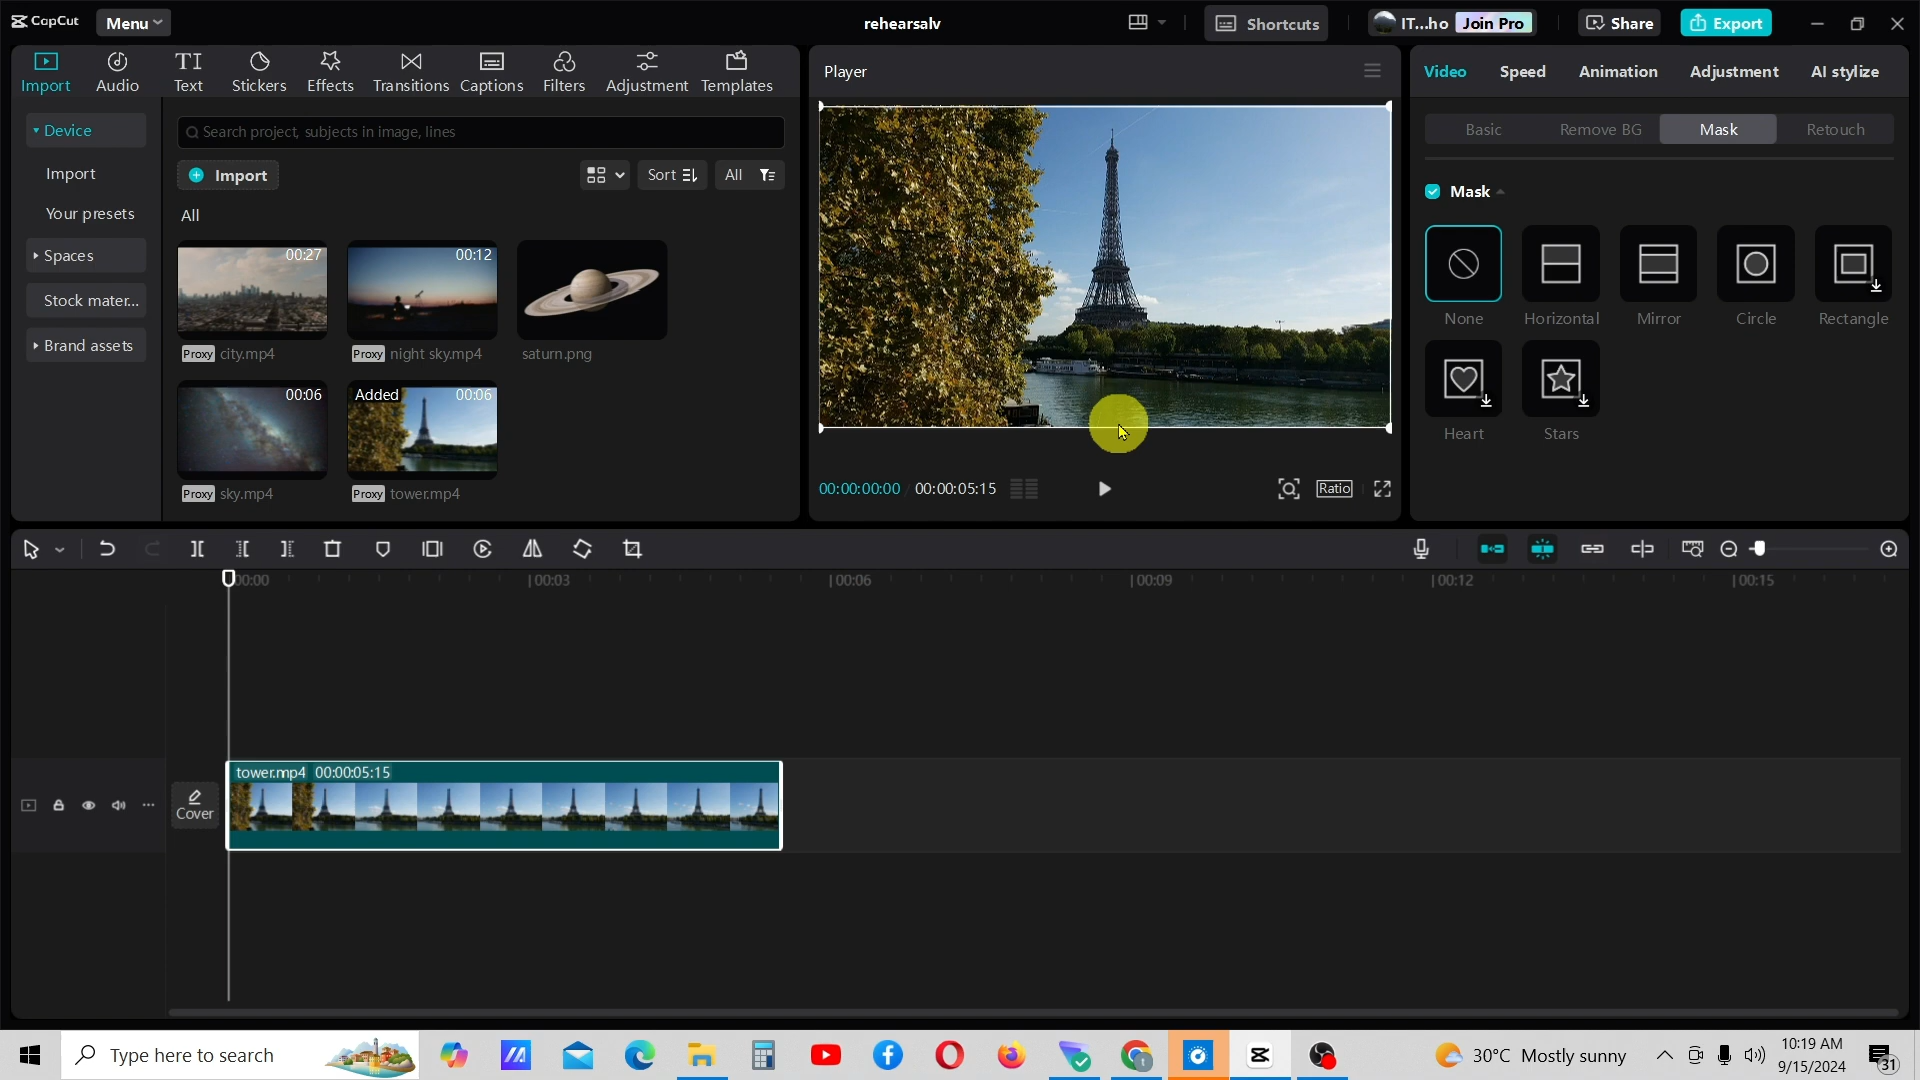 CapCut Menu rehearsalv Shortcuts IT...ho Join Pro Share Export
Import Audio Text Stickers Effects Transitions Captions Filters Adjustment Templates
Player
Video Speed Animation Adjustment AI stylize
Device
Import
Your presets
Spaces
Stock mater...
Brand assets
Search project, subjects in image, lines
Import Sort All
All
00:27
Proxy city.mp4
00:12
Proxy night sky.mp4
saturn.png
00:06
Proxy sky.mp4
Added 00:06
Proxy tower.mp4
00:00:00:00 00:00:05:15 Ratio
Basic Remove BG Mask Retouch
Mask
None Horizontal Mirror Circle Rectangle
Heart Stars
00:00 00:03 00:06 00:09 00:12 00:15
tower.mp4 00:00:05:15
Cover
Type here to search
30°C Mostly sunny
10:19 AM
9/15/2024
31